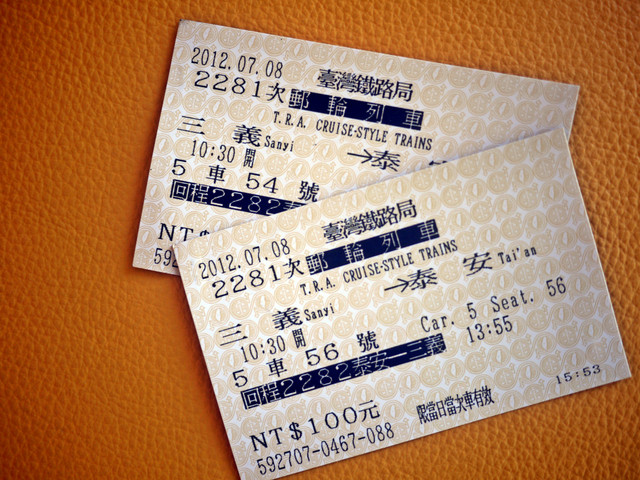 2012.07.08
臺灣鐵路局
2281次 郵輪列車
T.R.A. CRUISE-STYLE TRAINS
三義 Sanyi
→泰
10:30開
5車54號
回程2282泰
NT$
592
2012.07.08
臺灣鐵路局
2281次 郵輪列車
T.R.A. CRUISE-STYLE TRAINS
三義 Sanyi →泰安 Tai'an
10:30開 Car. 5 Seat. 56
5車56號 13:55
回程2282泰安—三義
NT$100元 限當日當次車有效 15:53
592707-0467-088